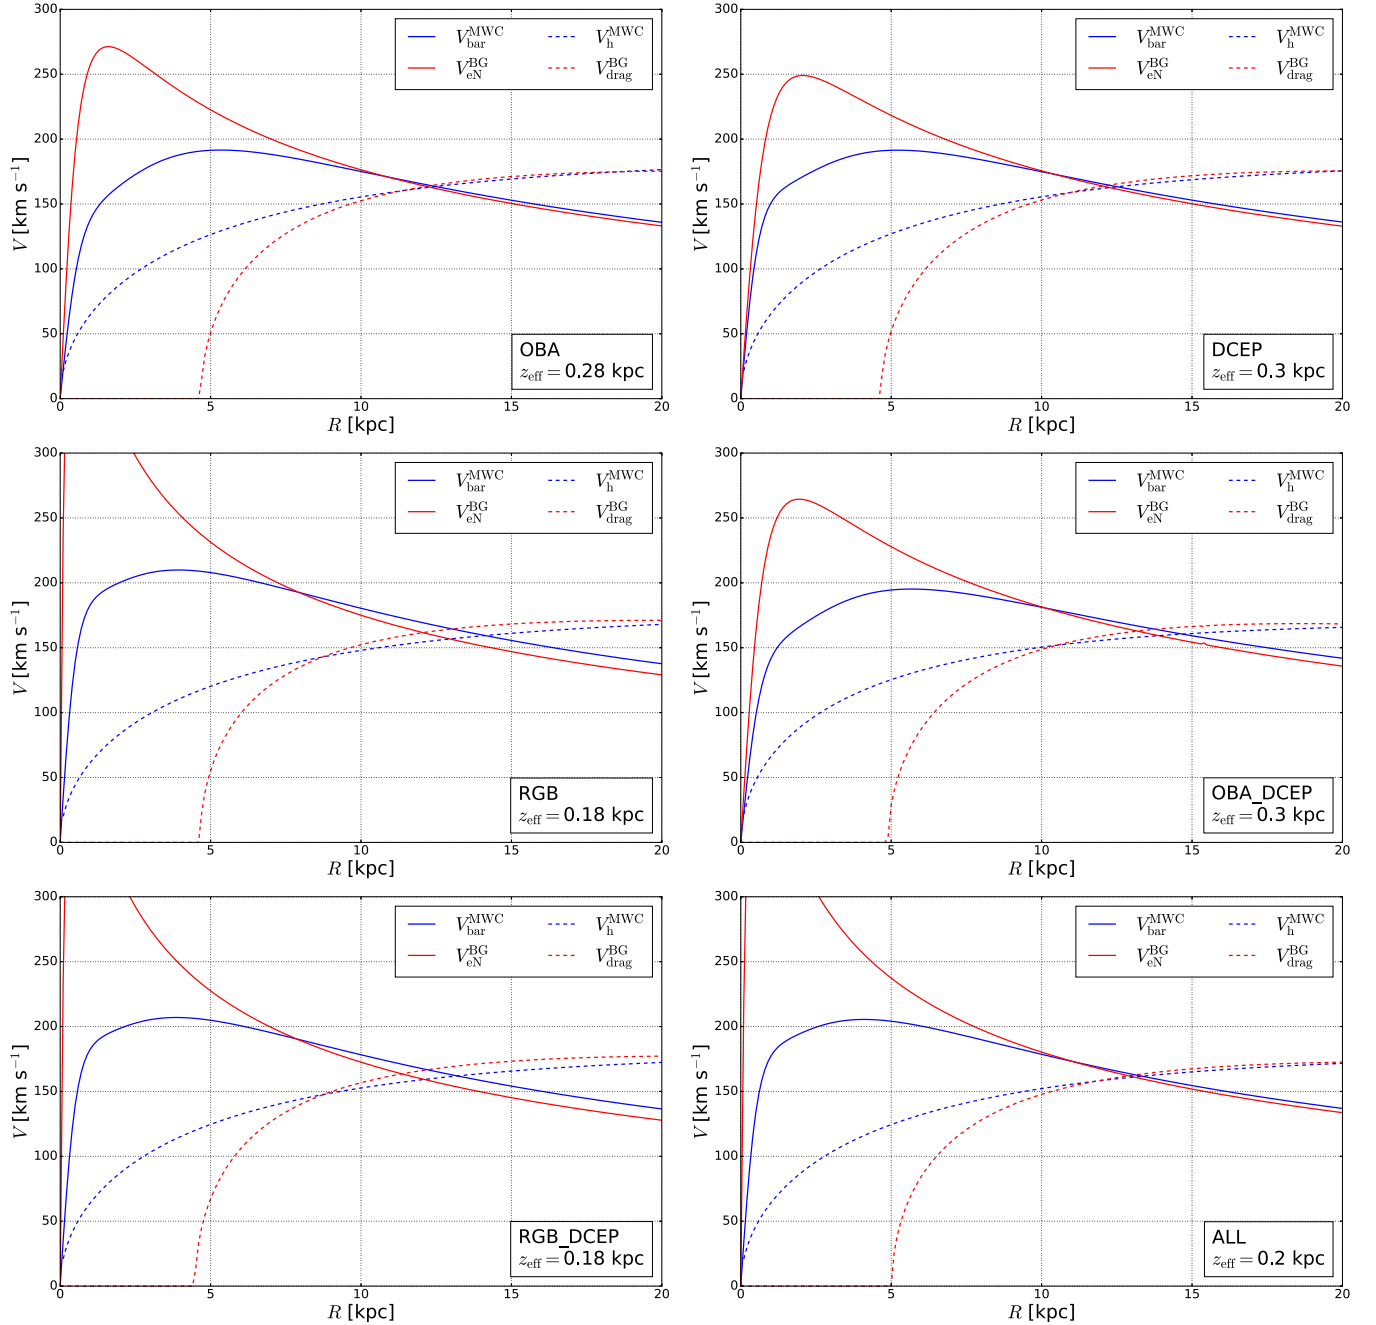 300
250
200
150
100
50
0
V [km s⁻¹]
V_bar^MWC V_h^MWC
V_eN^BG V_drag^BG
OBA
z_eff = 0.28 kpc
0 5 10 15 20
R [kpc]
300
250
200
150
100
50
0
V [km s⁻¹]
V_bar^MWC V_h^MWC
V_eN^BG V_drag^BG
DCEP
z_eff = 0.3 kpc
0 5 10 15 20
R [kpc]
300
250
200
150
100
50
0
V [km s⁻¹]
V_bar^MWC V_h^MWC
V_eN^BG V_drag^BG
RGB
z_eff = 0.18 kpc
0 5 10 15 20
R [kpc]
300
250
200
150
100
50
0
V [km s⁻¹]
V_bar^MWC V_h^MWC
V_eN^BG V_drag^BG
OBA_DCEP
z_eff = 0.3 kpc
0 5 10 15 20
R [kpc]
300
250
200
150
100
50
0
V [km s⁻¹]
V_bar^MWC V_h^MWC
V_eN^BG V_drag^BG
RGB_DCEP
z_eff = 0.18 kpc
0 5 10 15 20
R [kpc]
300
250
200
150
100
50
0
V [km s⁻¹]
V_bar^MWC V_h^MWC
V_eN^BG V_drag^BG
ALL
z_eff = 0.2 kpc
0 5 10 15 20
R [kpc]